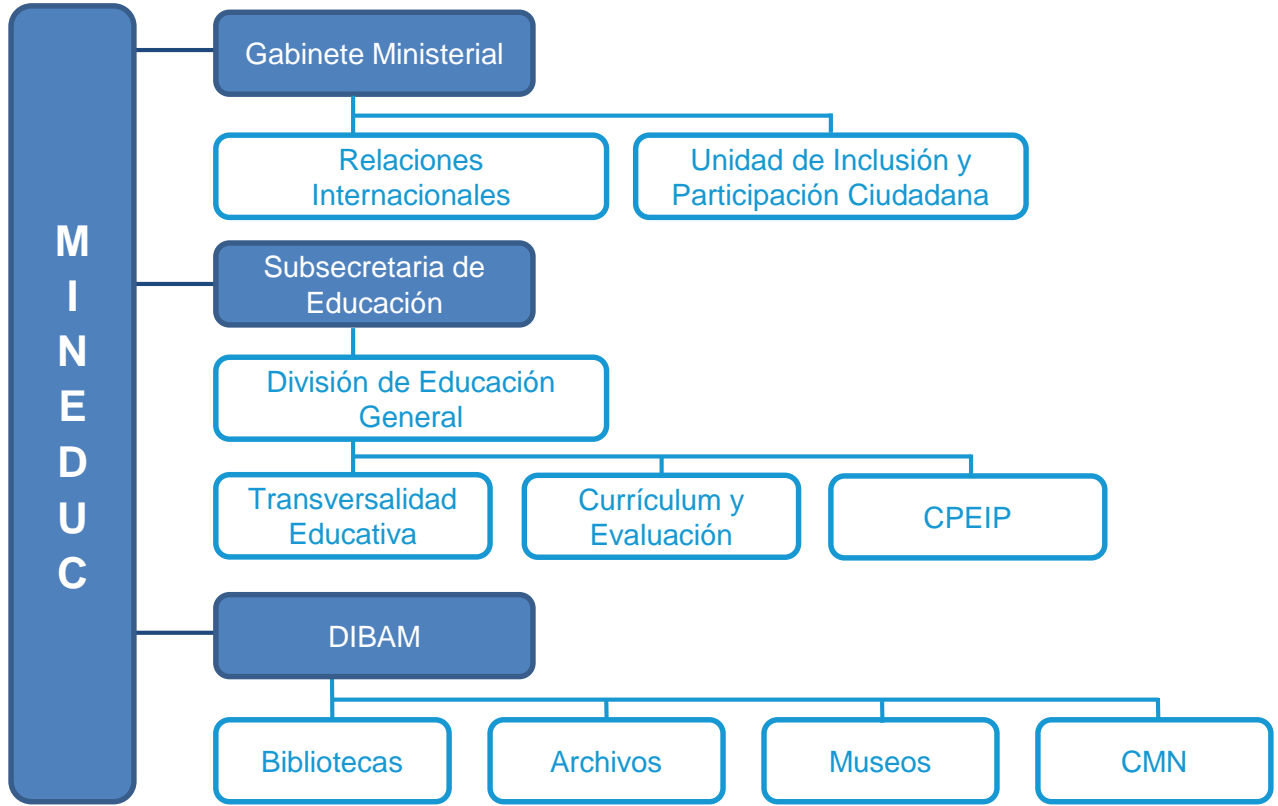 MINEDUC
Gabinete Ministerial
Relaciones
Internacionales
Unidad de Inclusión y
Participación Ciudadana
Subsecretaria de
Educación
División de Educación
General
Transversalidad
Educativa
Currículum y
Evaluación
CPEIP
DIBAM
Bibliotecas
Archivos
Museos
CMN